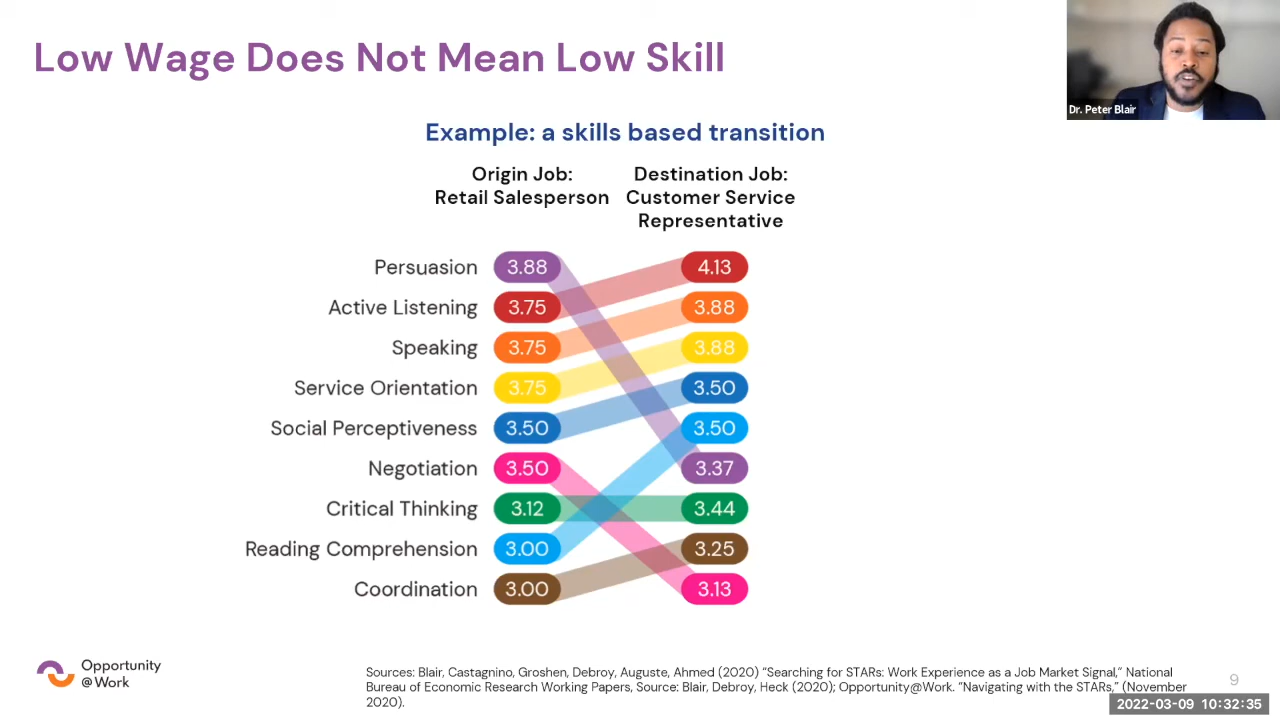 Low Wage Does Not Mean Low Skill
Dr. Peter Blair
Example: a skills based transition
Origin Job:
Retail Salesperson
Destination Job:
Customer Service
Representative
Persuasion 3.88 4.13
Active Listening 3.75 3.88
Speaking 3.75 3.88
Service Orientation 3.75 3.50
Social Perceptiveness 3.50 3.50
Negotiation 3.50 3.37
Critical Thinking 3.12 3.44
Reading Comprehension 3.00 3.25
Coordination 3.00 3.13
Opportunity
@Work
Sources: Blair, Castagnino, Groshen, Debroy, Auguste, Ahmed (2020) “Searching for STARs: Work Experience as a Job Market Signal,” National
Bureau of Economic Research Working Papers, Source: Blair, Debroy, Heck (2020); Opportunity@Work. “Navigating with the STARs,” (November
2020).
9
2022-03-09 10:32:35